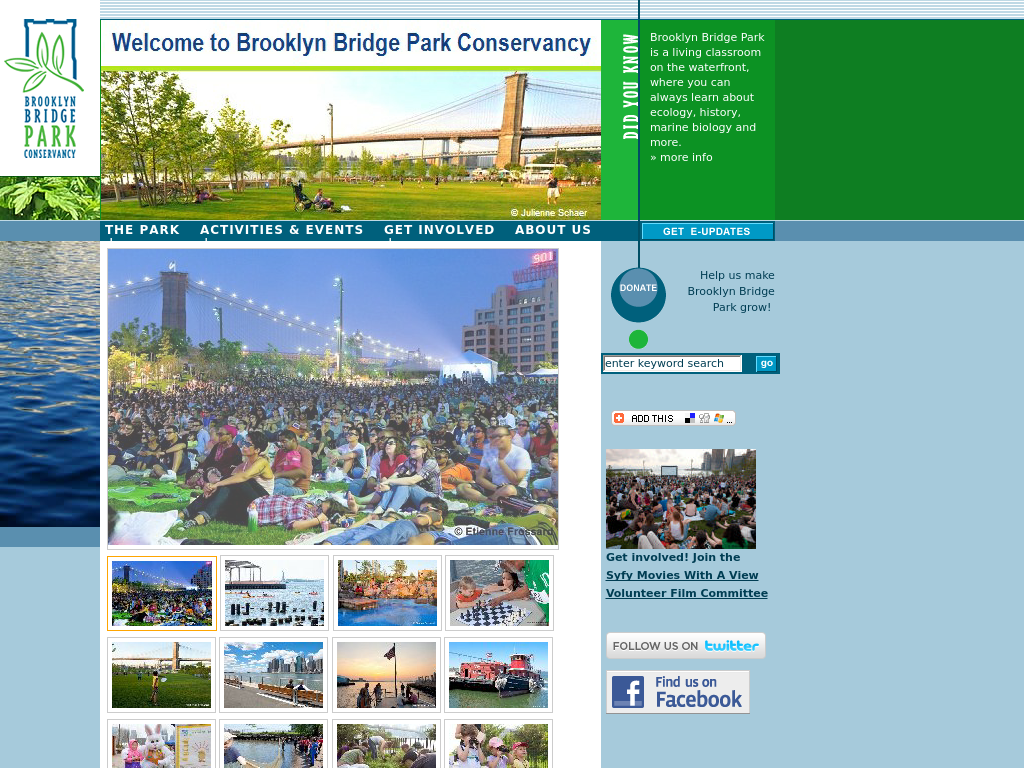 BROOKLYN
BRIDGE
PARK
CONSERVANCY
Welcome to Brooklyn Bridge Park Conservancy
© Julienne Schaer
DID YOU KNOW
Brooklyn Bridge Park
is a living classroom
on the waterfront,
where you can
always learn about
ecology, history,
marine biology and
more.
» more info
THE PARK ACTIVITIES & EVENTS GET INVOLVED ABOUT US
GET E-UPDATES
901
© Etienne Frossard
DONATE
Help us make
Brooklyn Bridge
Park grow!
enter keyword search go
ADD THIS ...
Get involved! Join the
Syfy Movies With A View
Volunteer Film Committee
FOLLOW US ON twitter
Find us on
Facebook